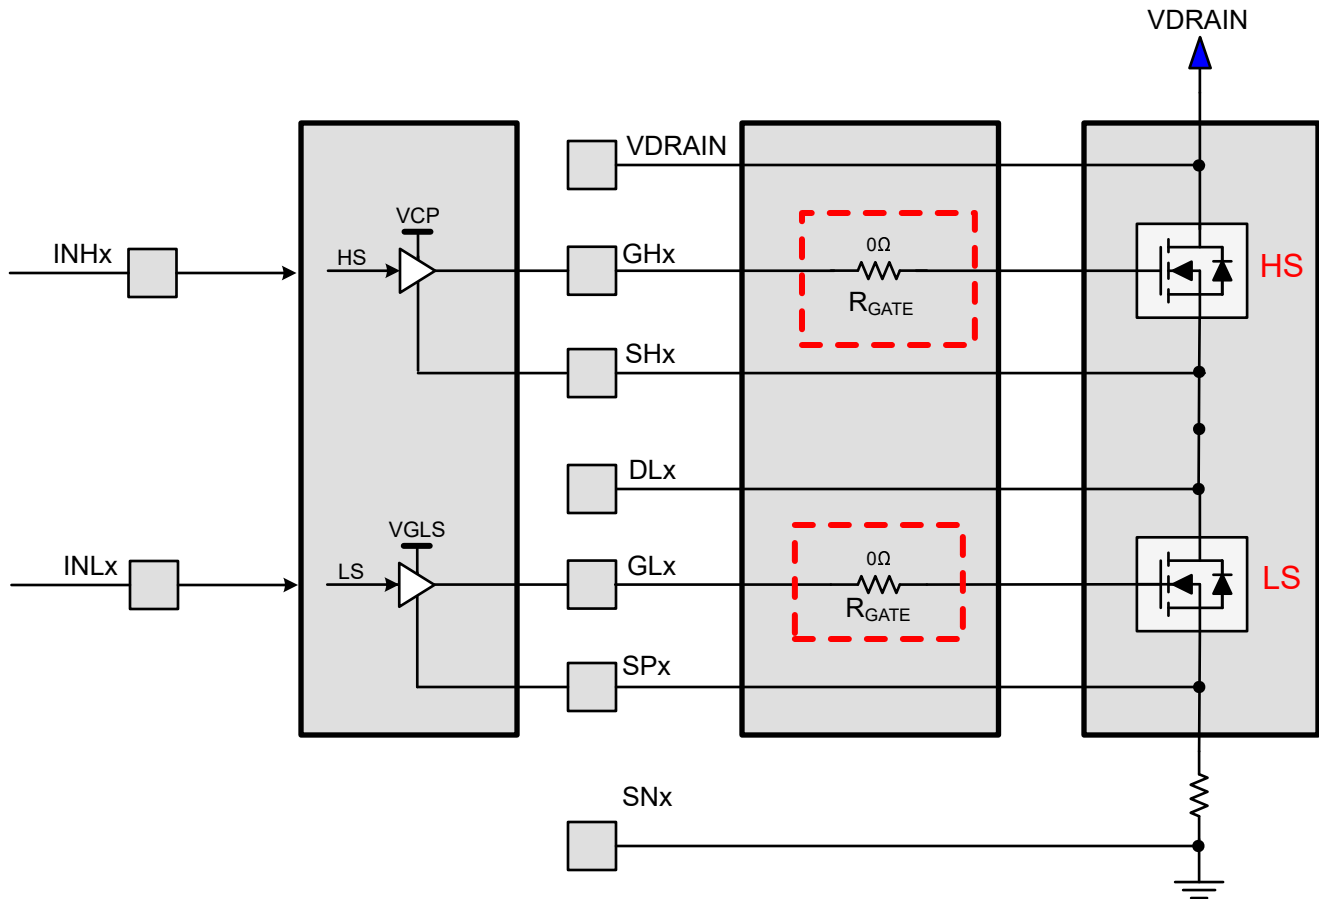 VDRAIN
VDRAIN
VCP
INHx
HS
GHx
0Ω
RGATE
HS
SHx
DLx
VGLS
INLx
LS
GLx
0Ω
RGATE
LS
SPx
SNx